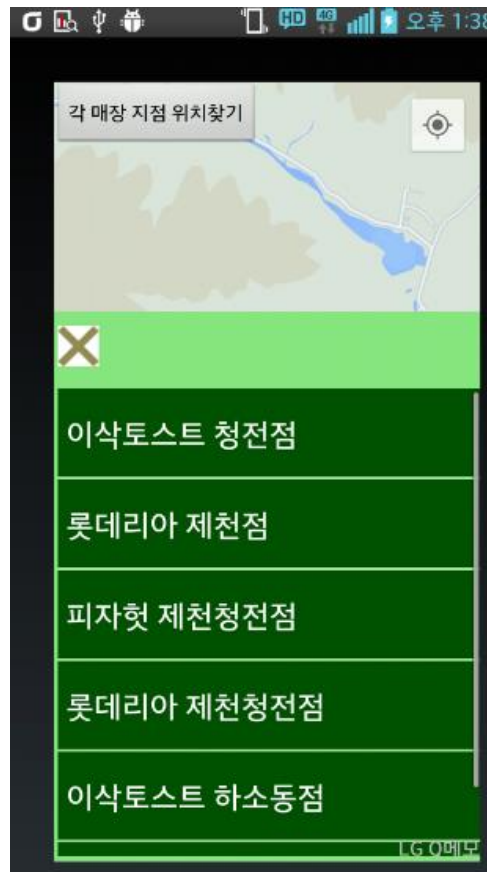 HD 4G 오후 1:38
각 매장 지점 위치찾기
이삭토스트 청전점
롯데리아 제천점
피자헛 제천청전점
롯데리아 제천청전점
이삭토스트 하소동점
LG Q메모